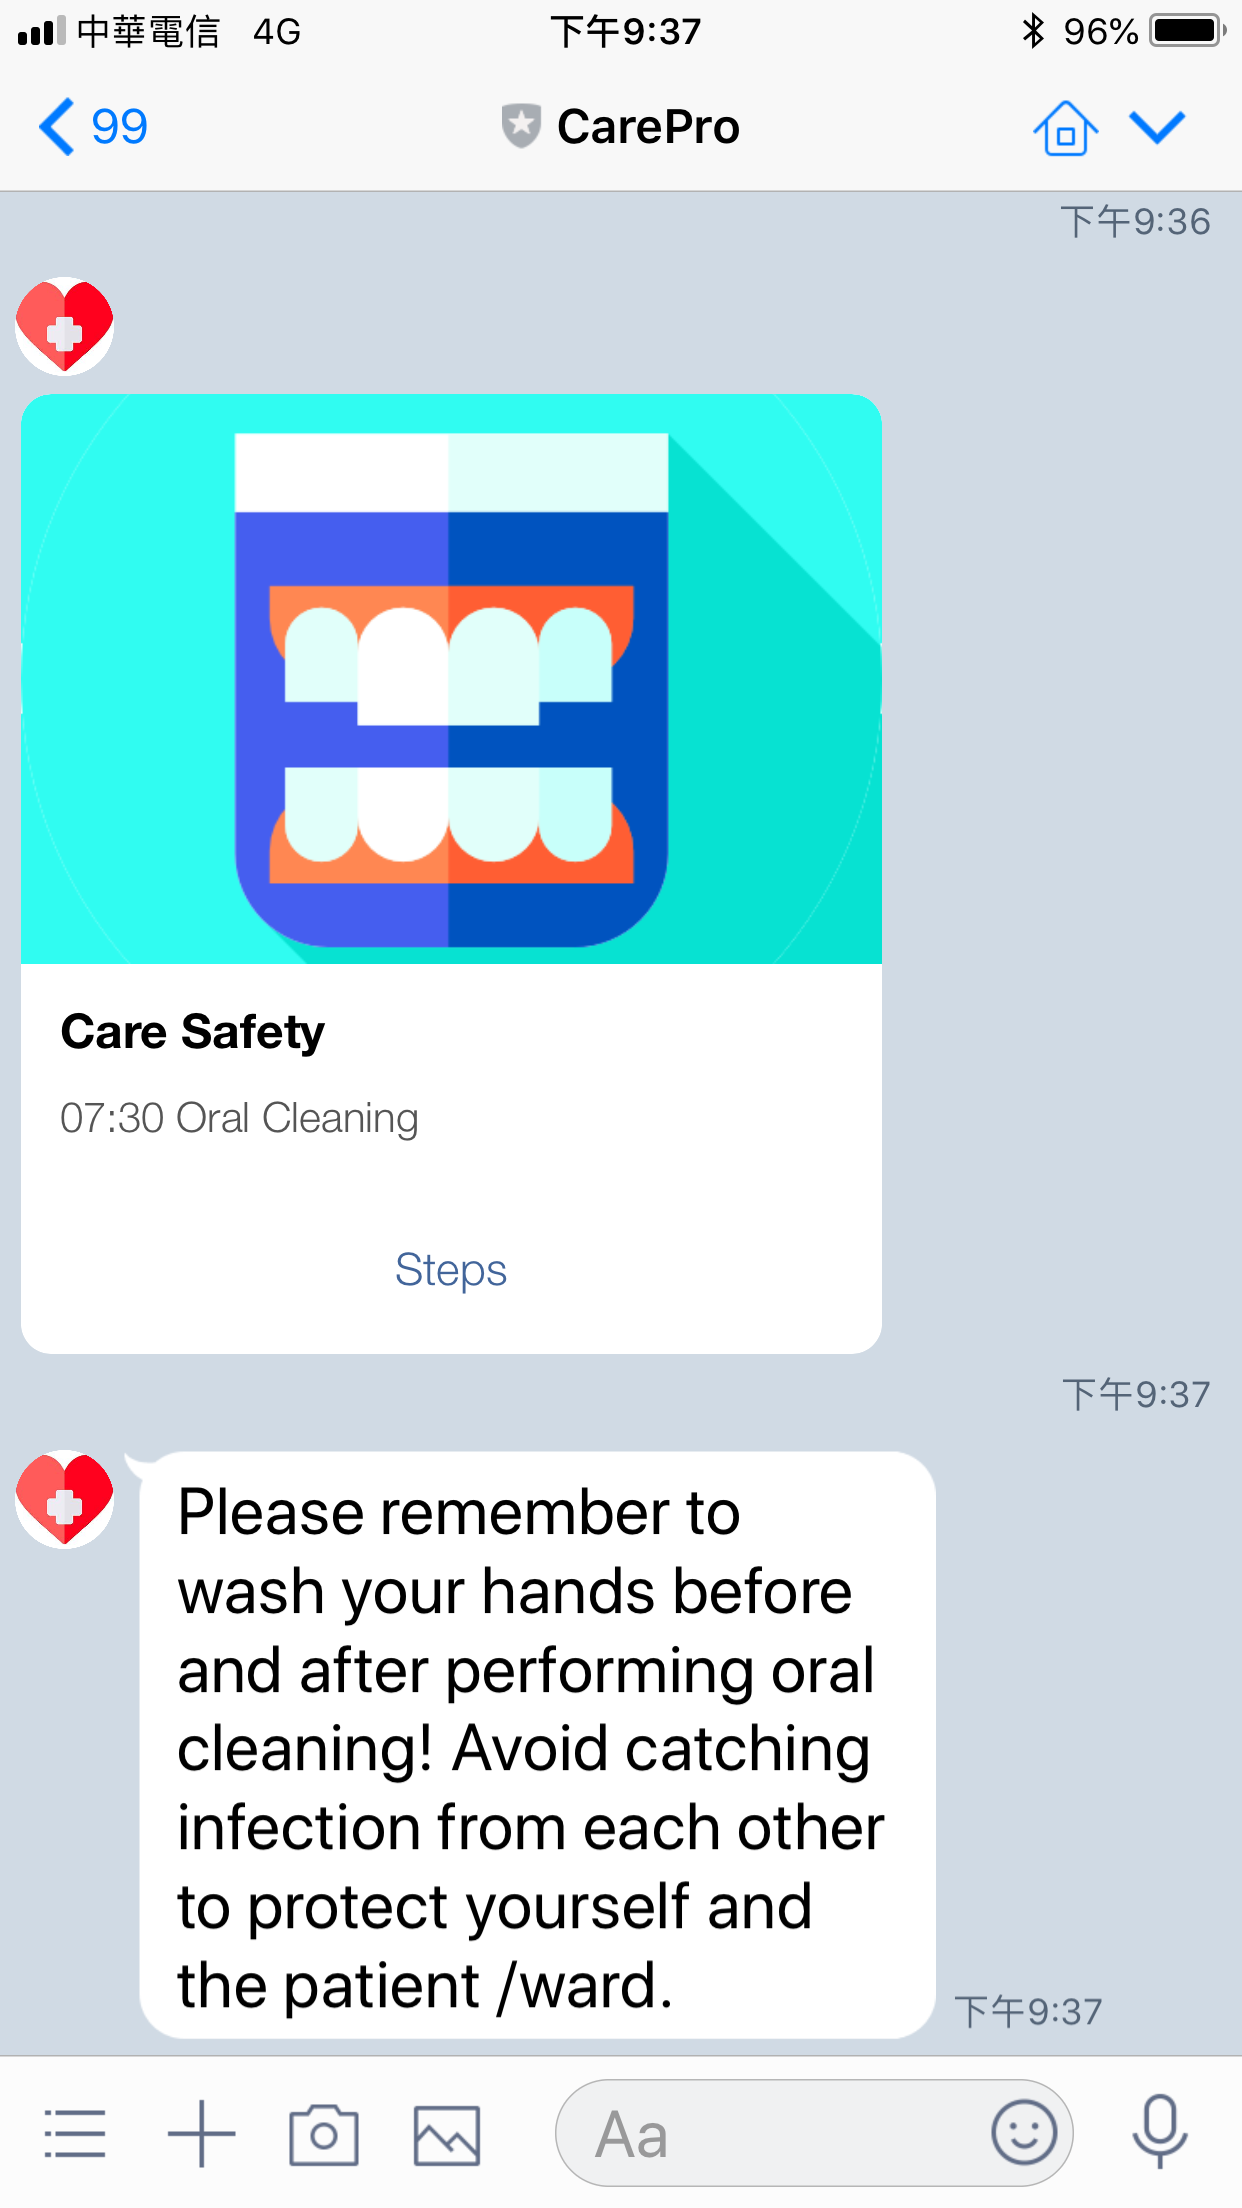 中華電信 4G 下午9:37 96%
99 CarePro
下午9:36
Care Safety
07:30 Oral Cleaning
Steps
下午9:37
Please remember to
wash your hands before
and after performing oral
cleaning! Avoid catching
infection from each other
to protect yourself and
the patient /ward.
下午9:37
Aa